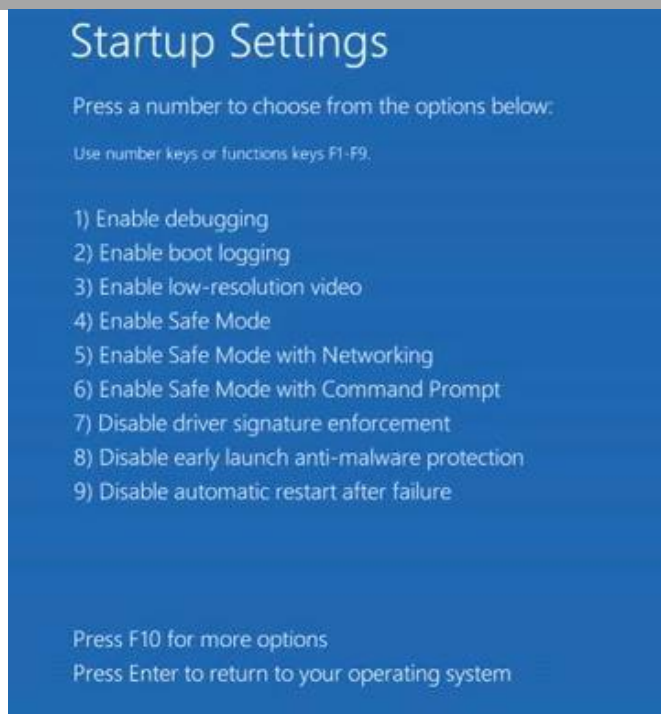 Startup Settings
Press a number to choose from the options below:
Use number keys or functions keys F1-F9.
1) Enable debugging
2) Enable boot logging
3) Enable low-resolution video
4) Enable Safe Mode
5) Enable Safe Mode with Networking
6) Enable Safe Mode with Command Prompt
7) Disable driver signature enforcement
8) Disable early launch anti-malware protection
9) Disable automatic restart after failure
Press F10 for more options
Press Enter to return to your operating system